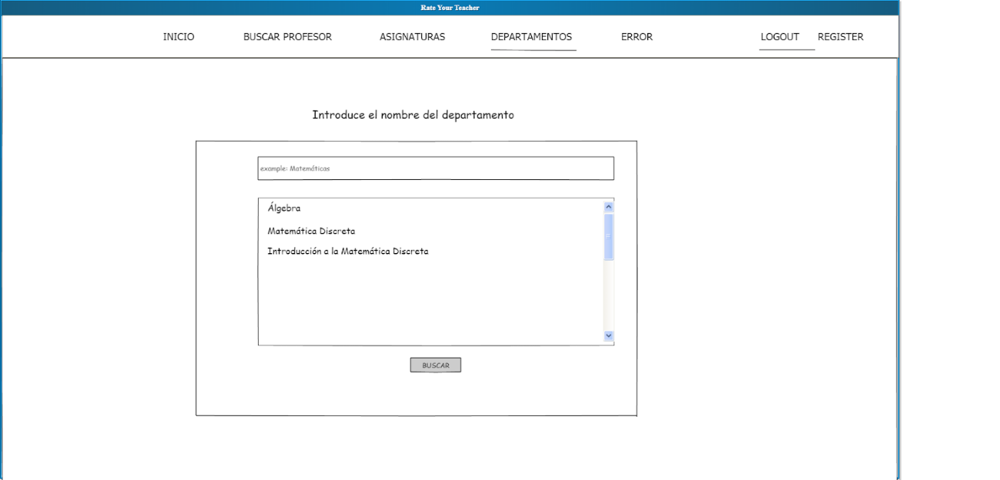 Rate Your Teacher
INICIO BUSCAR PROFESOR ASIGNATURAS DEPARTAMENTOS ERROR LOGOUT REGISTER
Introduce el nombre del departamento
example: Matemáticas
Álgebra
Matemática Discreta
Introducción a la Matemática Discreta
BUSCAR